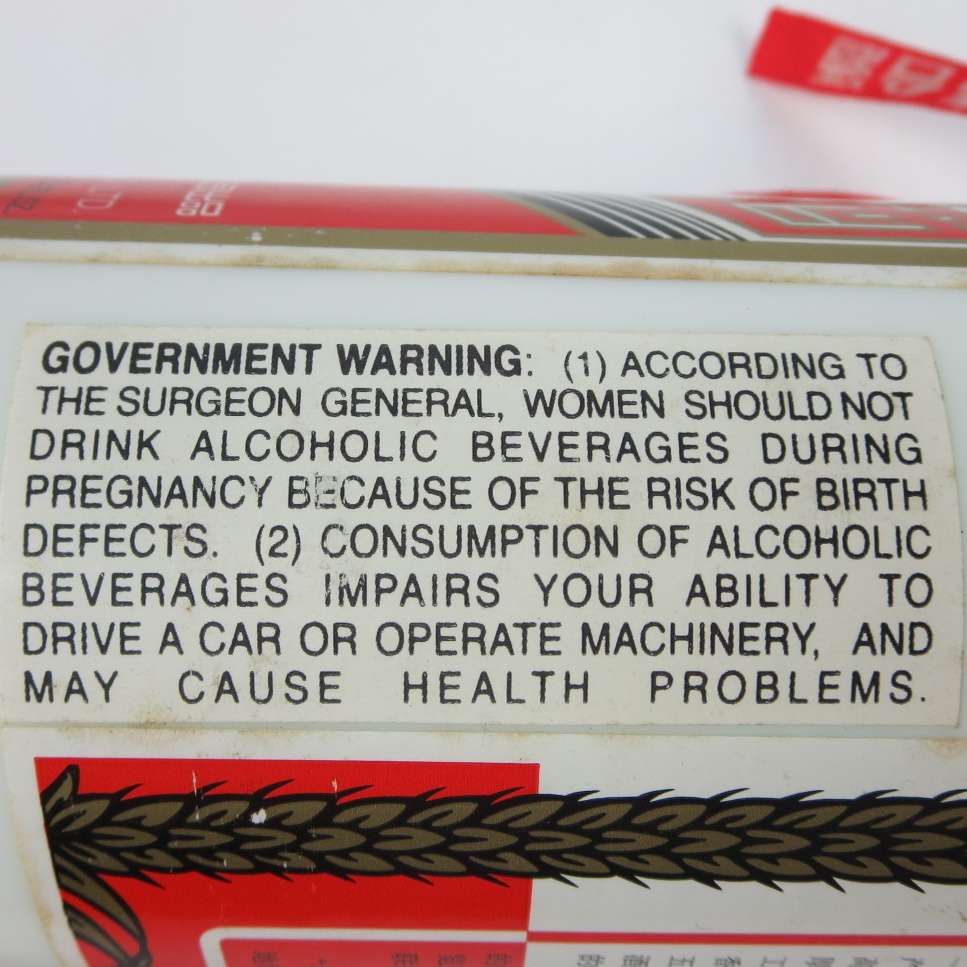 LTD.
GOVERNMENT WARNING: (1) ACCORDING TO
THE SURGEON GENERAL, WOMEN SHOULD NOT
DRINK ALCOHOLIC BEVERAGES DURING
PREGNANCY BECAUSE OF THE RISK OF BIRTH
DEFECTS. (2) CONSUMPTION OF ALCOHOLIC
BEVERAGES IMPAIRS YOUR ABILITY TO
DRIVE A CAR OR OPERATE MACHINERY, AND
MAY CAUSE HEALTH PROBLEMS.